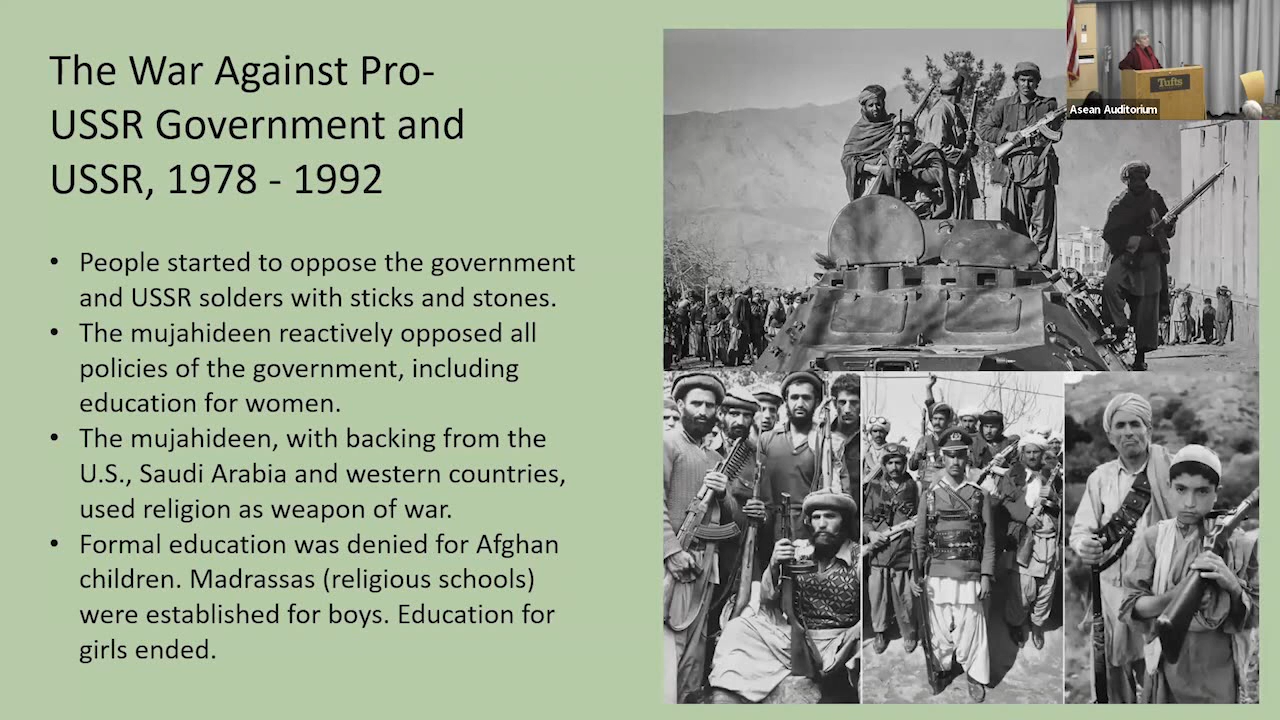 The War Against Pro-
USSR Government and
USSR, 1978 - 1992
• People started to oppose the government
and USSR solders with sticks and stones.
• The mujahideen reactively opposed all
policies of the government, including
education for women.
• The mujahideen, with backing from the
U.S., Saudi Arabia and western countries,
used religion as weapon of war.
• Formal education was denied for Afghan
children. Madrassas (religious schools)
were established for boys. Education for
girls ended.
Tufts
Asean Auditorium